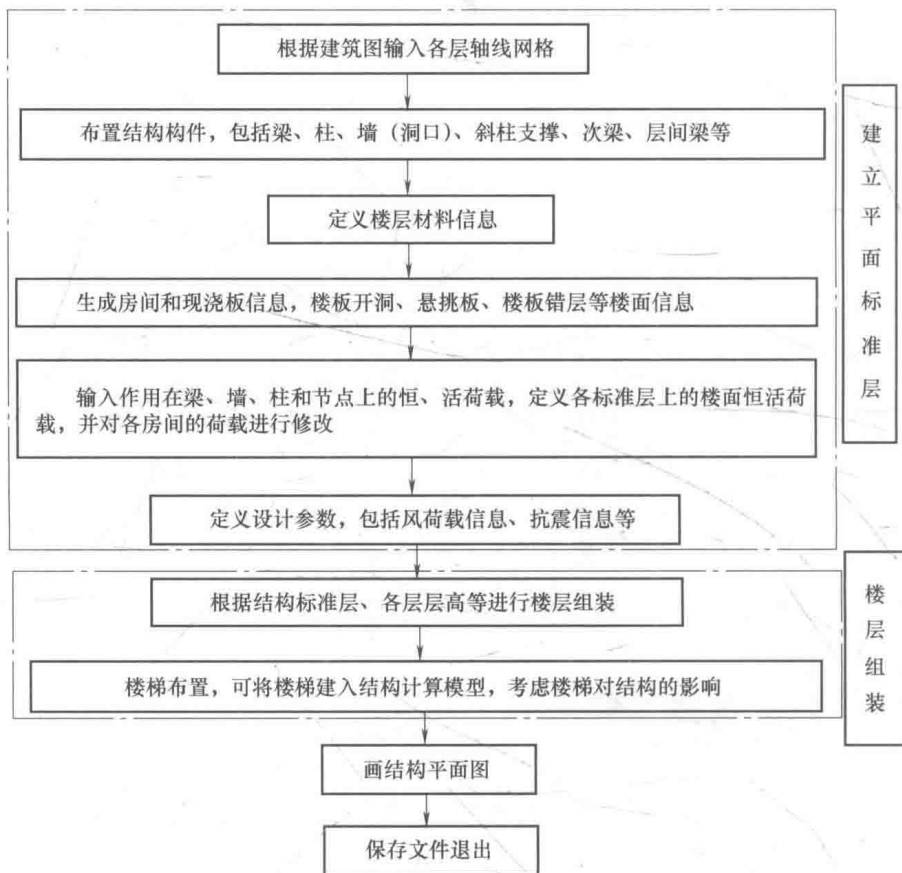 根据建筑图输入各层轴线网格
布置结构构件，包括梁、柱、墙（洞口）、斜柱支撑、次梁、层间梁等
定义楼层材料信息
生成房间和现浇板信息，楼板开洞、悬挑板、楼板错层等楼面信息
输入作用在梁、墙、柱和节点上的恒、活荷载，定义各标准层上的楼面恒活荷
载，并对各房间的荷载进行修改
定义设计参数，包括风荷载信息、抗震信息等
建立平面标准层
根据结构标准层、各层层高等进行楼层组装
楼梯布置，可将楼梯建入结构计算模型，考虑楼梯对结构的影响
楼层组装
画结构平面图
保存文件退出